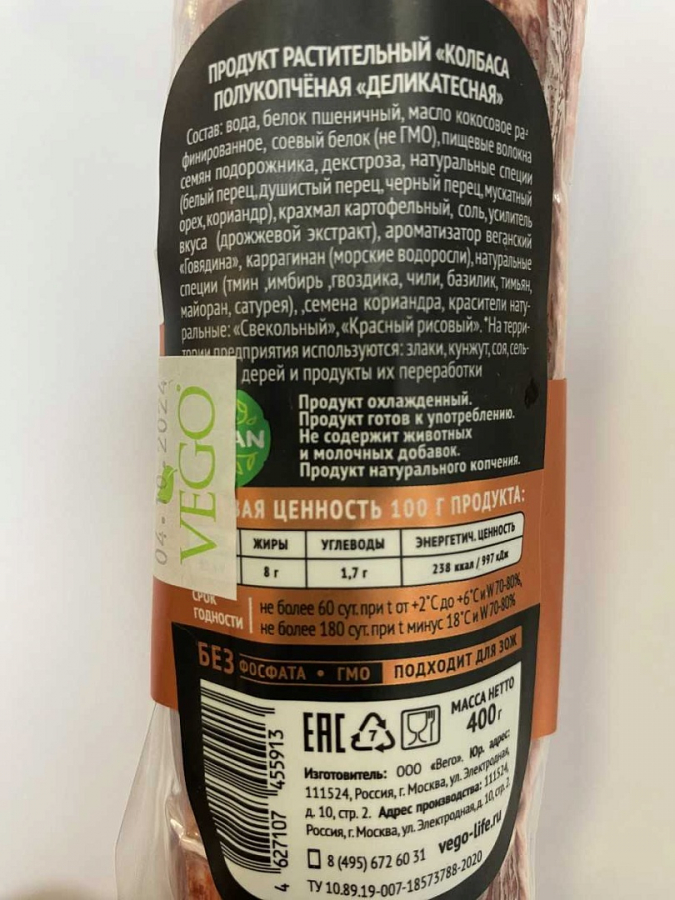 ПРОДУКТ РАСТИТЕЛЬНЫЙ «КОЛБАСА
ПОЛУКОПЧЁНАЯ «ДЕЛИКАТЕСНАЯ»
Состав: вода, белок пшеничный, масло кокосовое ра-
финированное, соевый белок (не ГМО), пищевые волокна
семян подорожника, декстроза, натуральные специи
(белый перец, душистый перец, черный перец, мускатный
орех, кориандр), крахмал картофельный, соль, усилитель
вкуса (дрожжевой экстракт), ароматизатор веганский
«Говядина», каррагинан (морские водоросли), натуральные
специи (тмин ,имбирь ,гвоздика, чили, базилик, тимьян,
майоран, сатурея), ,семена кориандра, красители нату-
ральные: «Свекольный», «Красный рисовый». *На терри-
тории предприятия используются: злаки, кунжут, соя, сель-
дерей и продукты их переработки
Продукт охлажденный.
Продукт готов к употреблению.
Не содержит животных
и молочных добавок.
Продукт натурального копчения.
AN
04.10.2024
VEGO
ВАЯ ЦЕННОСТЬ 100 Г ПРОДУКТА:
ЖИРЫ УГЛЕВОДЫ ЭНЕРГЕТИЧ. ЦЕННОСТЬ
8 г 1,7 г 238 ккал / 997 кДж
СРОК
ГОДНОСТИ
не более 60 сут. при t от +2°С до +6°С и W 70-80%,
не более 180 сут. при t минус 18°С и W 70-80%
БЕЗ ФОСФАТА • ГМО ПОДХОДИТ ДЛЯ ЗОЖ
EAC 7 МАССА НЕТТО
400 г
Изготовитель: ООО «Вего». Юр. адрес:
111524, Россия, г. Москва, ул. Электродная,
д. 10, стр. 2. Адрес производства: 111524,
Россия, г. Москва, ул. Электродная, д. 10, стр. 2.
8 (495) 672 60 31 vego-life.ru
ТУ 10.89.19-007-18573788-2020
4 627107 455913